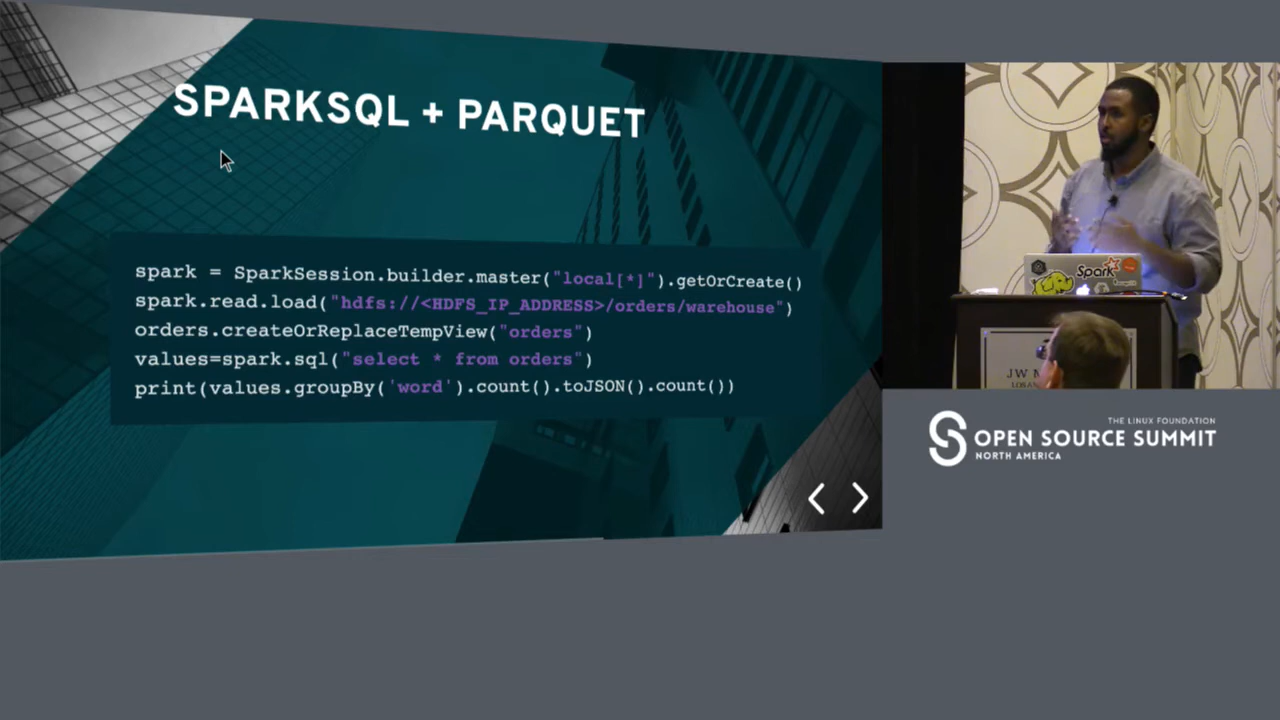 SPARKSQL + PARQUET
spark = SparkSession.builder.master("local[*]").getOrCreate()
spark.read.load("hdfs://<HDFS_IP_ADDRESS>/orders/warehouse")
orders.createOrReplaceTempView("orders")
values=spark.sql("select * from orders")
print(values.groupBy('word').count().toJSON().count())
Spark
JW
THE LINUX FOUNDATION
OPEN SOURCE SUMMIT
NORTH AMERICA